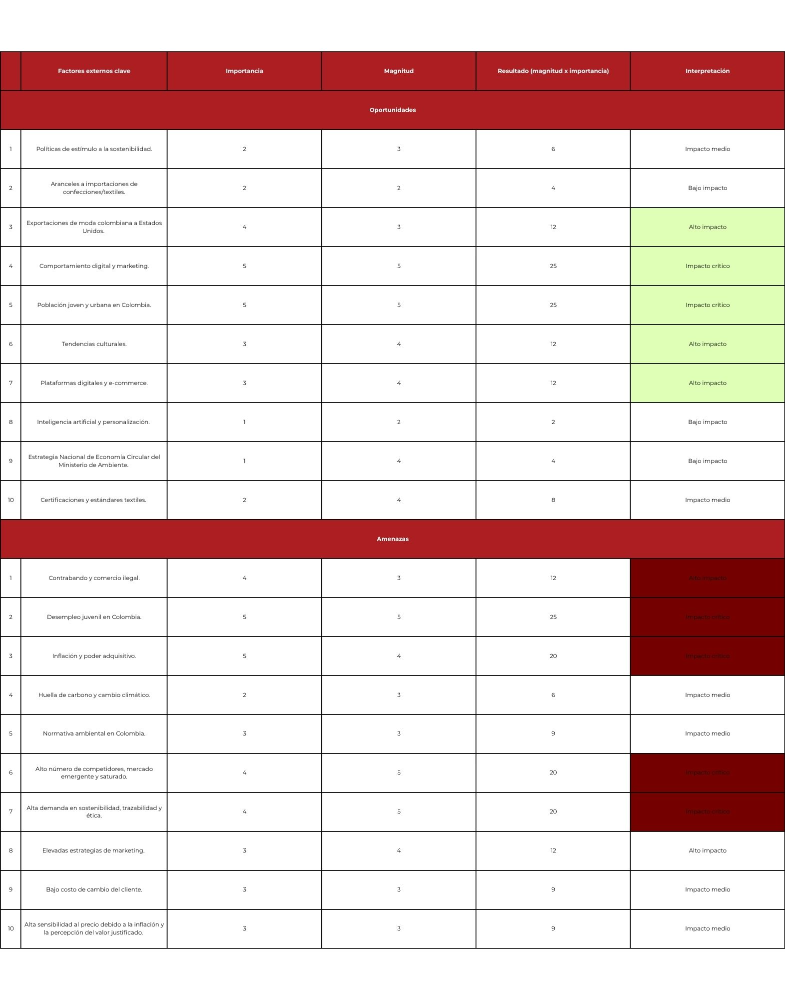 Factores externos clave Importancia Magnitud Resultado (magnitud x importancia) Interpretación
Oportunidades
1 Políticas de estímulo a la sostenibilidad. 2 3 6 Impacto medio
2 Aranceles a importaciones de
confecciones/textiles. 2 2 4 Bajo impacto
3 Exportaciones de moda colombiana a Estados
Unidos. 4 3 12 Alto impacto
4 Comportamiento digital y marketing. 5 5 25 Impacto crítico
5 Población joven y urbana en Colombia. 5 5 25 Impacto crítico
6 Tendencias culturales. 3 4 12 Alto impacto
7 Plataformas digitales y e-commerce. 3 4 12 Alto impacto
8 Inteligencia artificial y personalización. 1 2 2 Bajo impacto
9 Estrategia Nacional de Economía Circular del
Ministerio de Ambiente. 1 4 4 Bajo impacto
10 Certificaciones y estándares textiles. 2 4 8 Impacto medio
Amenazas
1 Contrabando y comercio ilegal. 4 3 12 Alto impacto
2 Desempleo juvenil en Colombia. 5 5 25 Impacto crítico
3 Inflación y poder adquisitivo. 5 4 20 Impacto crítico
4 Huella de carbono y cambio climático. 2 3 6 Impacto medio
5 Normativa ambiental en Colombia. 3 3 9 Impacto medio
6 Alto número de competidores, mercado
emergente y saturado. 4 5 20 Impacto crítico
7 Alta demanda en sostenibilidad, trazabilidad y
ética. 4 5 20 Impacto crítico
8 Elevadas estrategias de marketing. 3 4 12 Alto impacto
9 Bajo costo de cambio del cliente. 3 3 9 Impacto medio
10 Alta sensibilidad al precio debido a la inflación y
la percepción del valor justificado. 3 3 9 Impacto medio